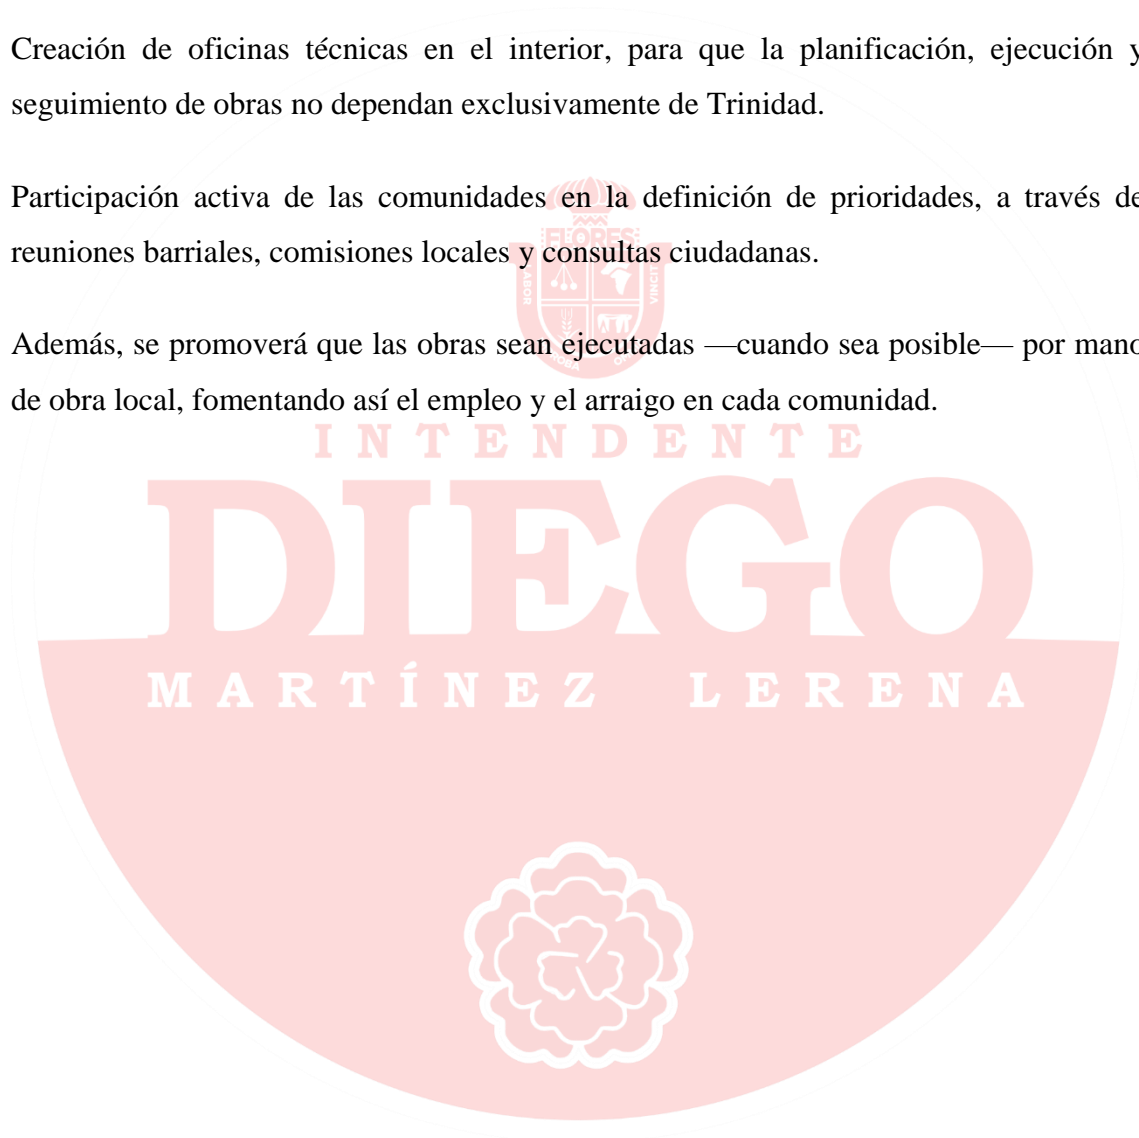 Creación de oficinas técnicas en el interior, para que la planificación, ejecución y
seguimiento de obras no dependan exclusivamente de Trinidad.
Participación activa de las comunidades en la definición de prioridades, a través de
reuniones barriales, comisiones locales y consultas ciudadanas.
FLORES
LABOR
VINCIT
Además, se promoverá que las obras sean ejecutadas —cuando sea posible— por mano
de obra local, fomentando así el empleo y el arraigo en cada comunidad.
INTENDENTE
DIEGO
MARTÍNEZ LERENA